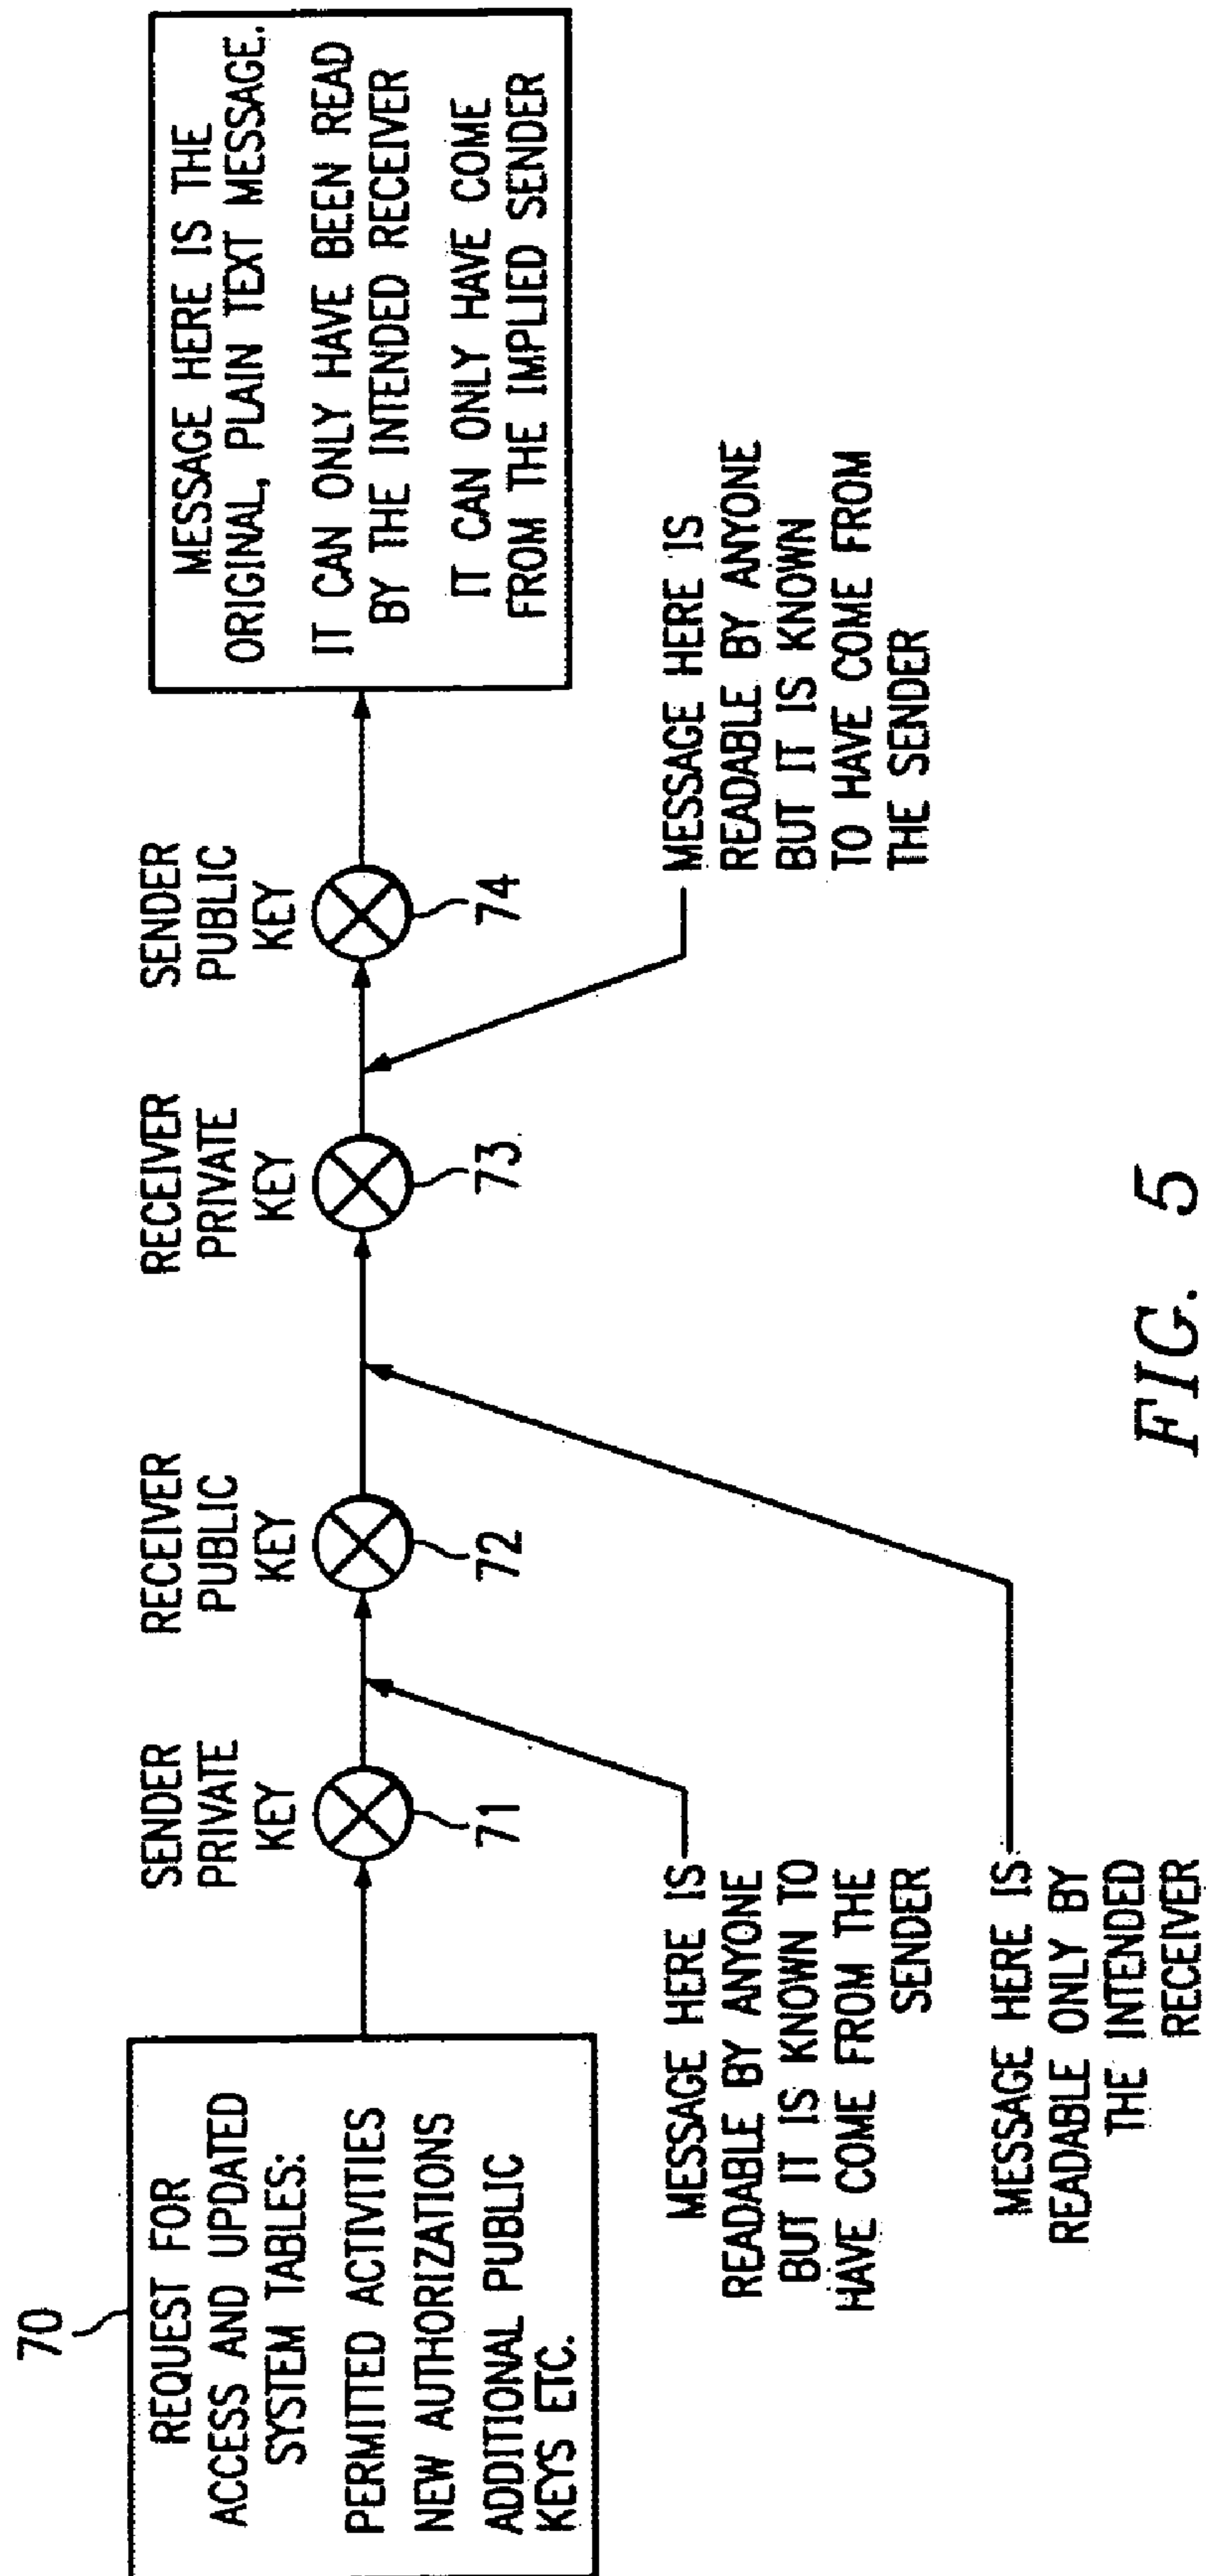 70
REQUEST FOR
ACCESS AND UPDATED
SYSTEM TABLES:
PERMITTED ACTIVITIES
NEW AUTHORIZATIONS
ADDITIONAL PUBLIC
KEYS ETC.
SENDER
PRIVATE
KEY
71
RECEIVER
PUBLIC
KEY
72
RECEIVER
PRIVATE
KEY
73
SENDER
PUBLIC
KEY
74
MESSAGE HERE IS THE
ORIGINAL, PLAIN TEXT MESSAGE.
IT CAN ONLY HAVE BEEN READ
BY THE INTENDED RECEIVER
IT CAN ONLY HAVE COME
FROM THE IMPLIED SENDER
MESSAGE HERE IS
READABLE BY ANYONE
BUT IT IS KNOWN TO
HAVE COME FROM THE
SENDER
MESSAGE HERE IS
READABLE ONLY BY
THE INTENDED
RECEIVER
MESSAGE HERE IS
READABLE BY ANYONE
BUT IT IS KNOWN
TO HAVE COME FROM
THE SENDER
FIG. 5